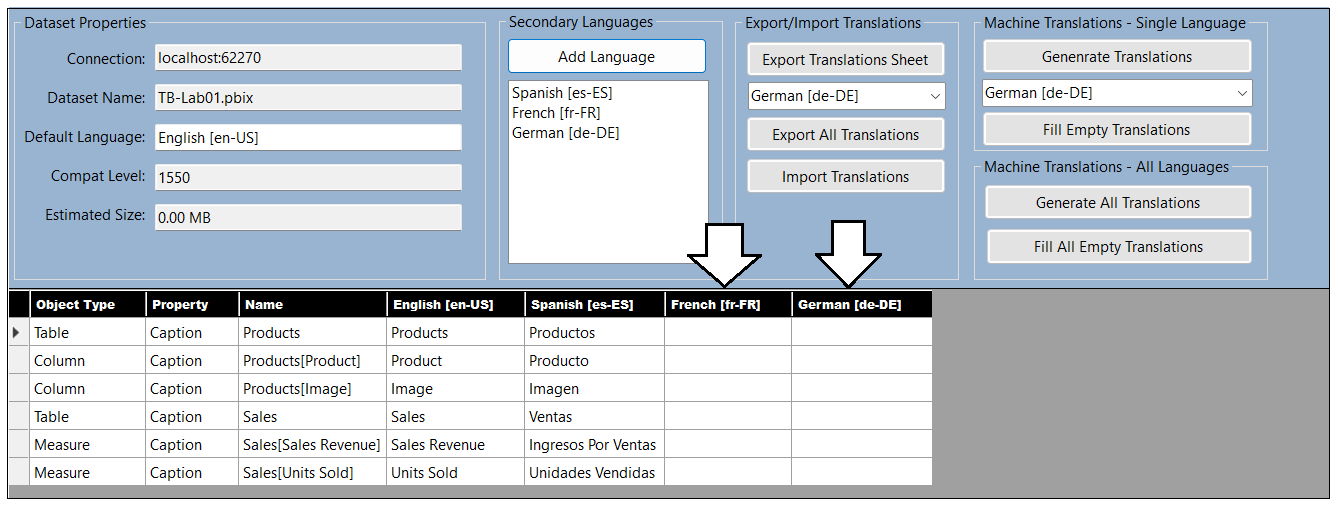 Dataset Properties
Connection: localhost:62270
Dataset Name: TB-Lab01.pbix
Default Language: English [en-US]
Compat Level: 1550
Estimated Size: 0.00 MB
Secondary Languages
Add Language
Spanish [es-ES]
French [fr-FR]
German [de-DE]
Export/Import Translations
Export Translations Sheet
German [de-DE]
Export All Translations
Import Translations
Machine Translations - Single Language
Genenrate Translations
German [de-DE]
Fill Empty Translations
Machine Translations - All Languages
Generate All Translations
Fill All Empty Translations
Object Type Property Name English [en-US] Spanish [es-ES] French [fr-FR] German [de-DE]
Table Caption Products Products Productos
Column Caption Products[Product] Product Producto
Column Caption Products[Image] Image Imagen
Table Caption Sales Sales Ventas
Measure Caption Sales[Sales Revenue] Sales Revenue Ingresos Por Ventas
Measure Caption Sales[Units Sold] Units Sold Unidades Vendidas